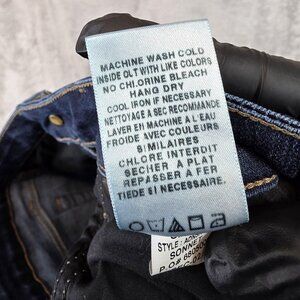 MACHINE WASH COLD
INSIDE OUT WITH LIKE COLORS
NO CHLORINE BLEACH
HANG DRY
COOL IRON IF NECESSARY
NETTOYAGE A SEC RECOMMANDE
LAVER EN MACHINE A L'EAU
FROIDE AVEC COULEURS
SIMILAIRES
CHLORE INTERDIT
SECHER A PLAT
REPASSER A FER
TIEDE SI NECESSAIRE
STYLE:
SONNE
P.O#